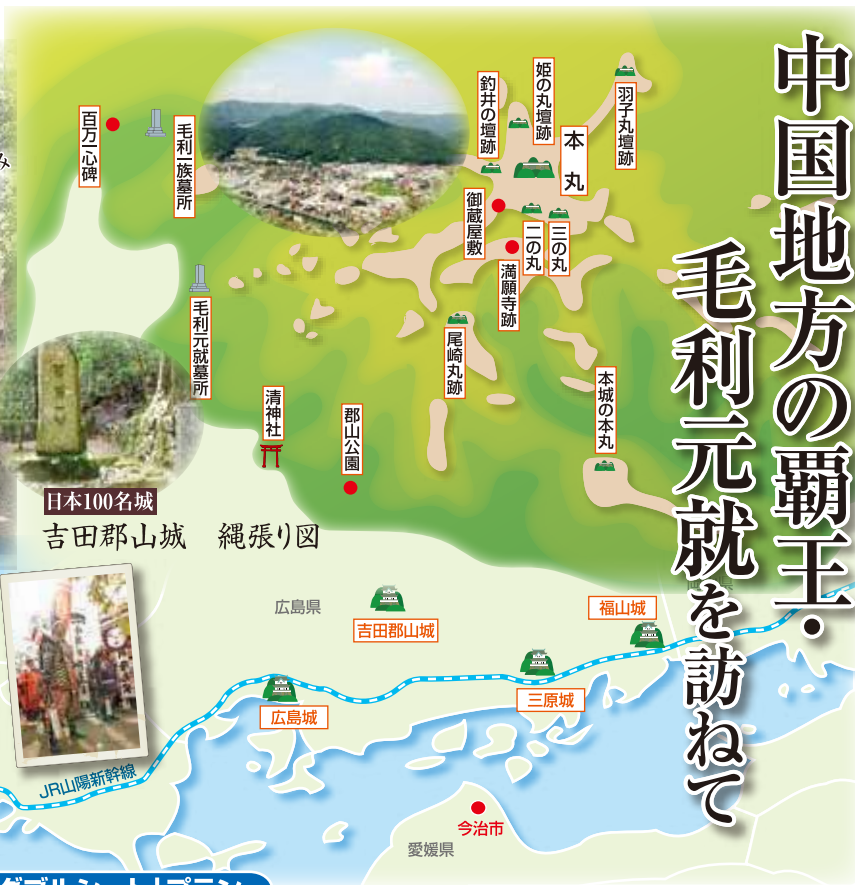 中国地方の覇王・
毛利元就を訪ねて
羽子丸壇跡
姫の丸壇跡
釣井の壇跡
本丸
三の丸
二の丸
御蔵屋敷
満願寺跡
尾崎丸跡
本城の本丸
毛利一族墓所
百万一心碑
毛利元就墓所
清神社
郡山公園
み
日本100名城
吉田郡山城 縄張り図
広島県
吉田郡山城
福山城
三原城
広島城
JR山陽新幹線
今治市
愛媛県